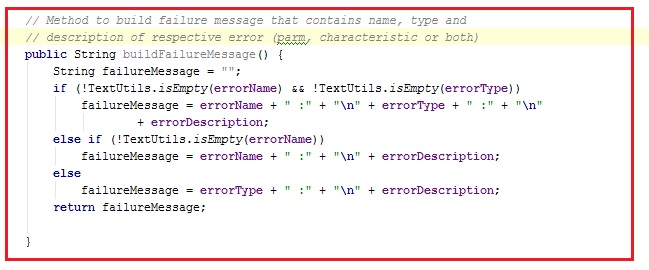 // Method to build failure message that contains name, type and
// description of respective error (parm, characteristic or both)
public String buildFailureMessage() {
    String failureMessage = "";
    if (!TextUtils.isEmpty(errorName) && !TextUtils.isEmpty(errorType))
        failureMessage = errorName + " :" + "\n" + errorType + " :" + "\n"
                + errorDescription;
    else if (!TextUtils.isEmpty(errorName))
        failureMessage = errorName + " :" + "\n" + errorDescription;
    else
        failureMessage = errorType + " :" + "\n" + errorDescription;
    return failureMessage;
}